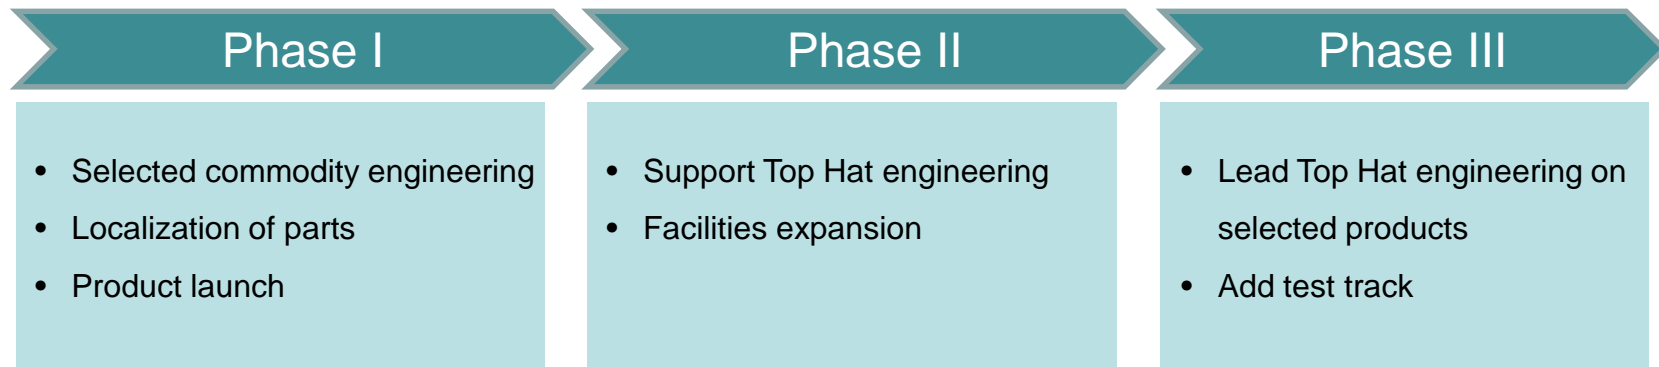 Phase I
• Selected commodity engineering
• Localization of parts
• Product launch
Phase II
• Support Top Hat engineering
• Facilities expansion
Phase III
• Lead Top Hat engineering on
selected products
• Add test track